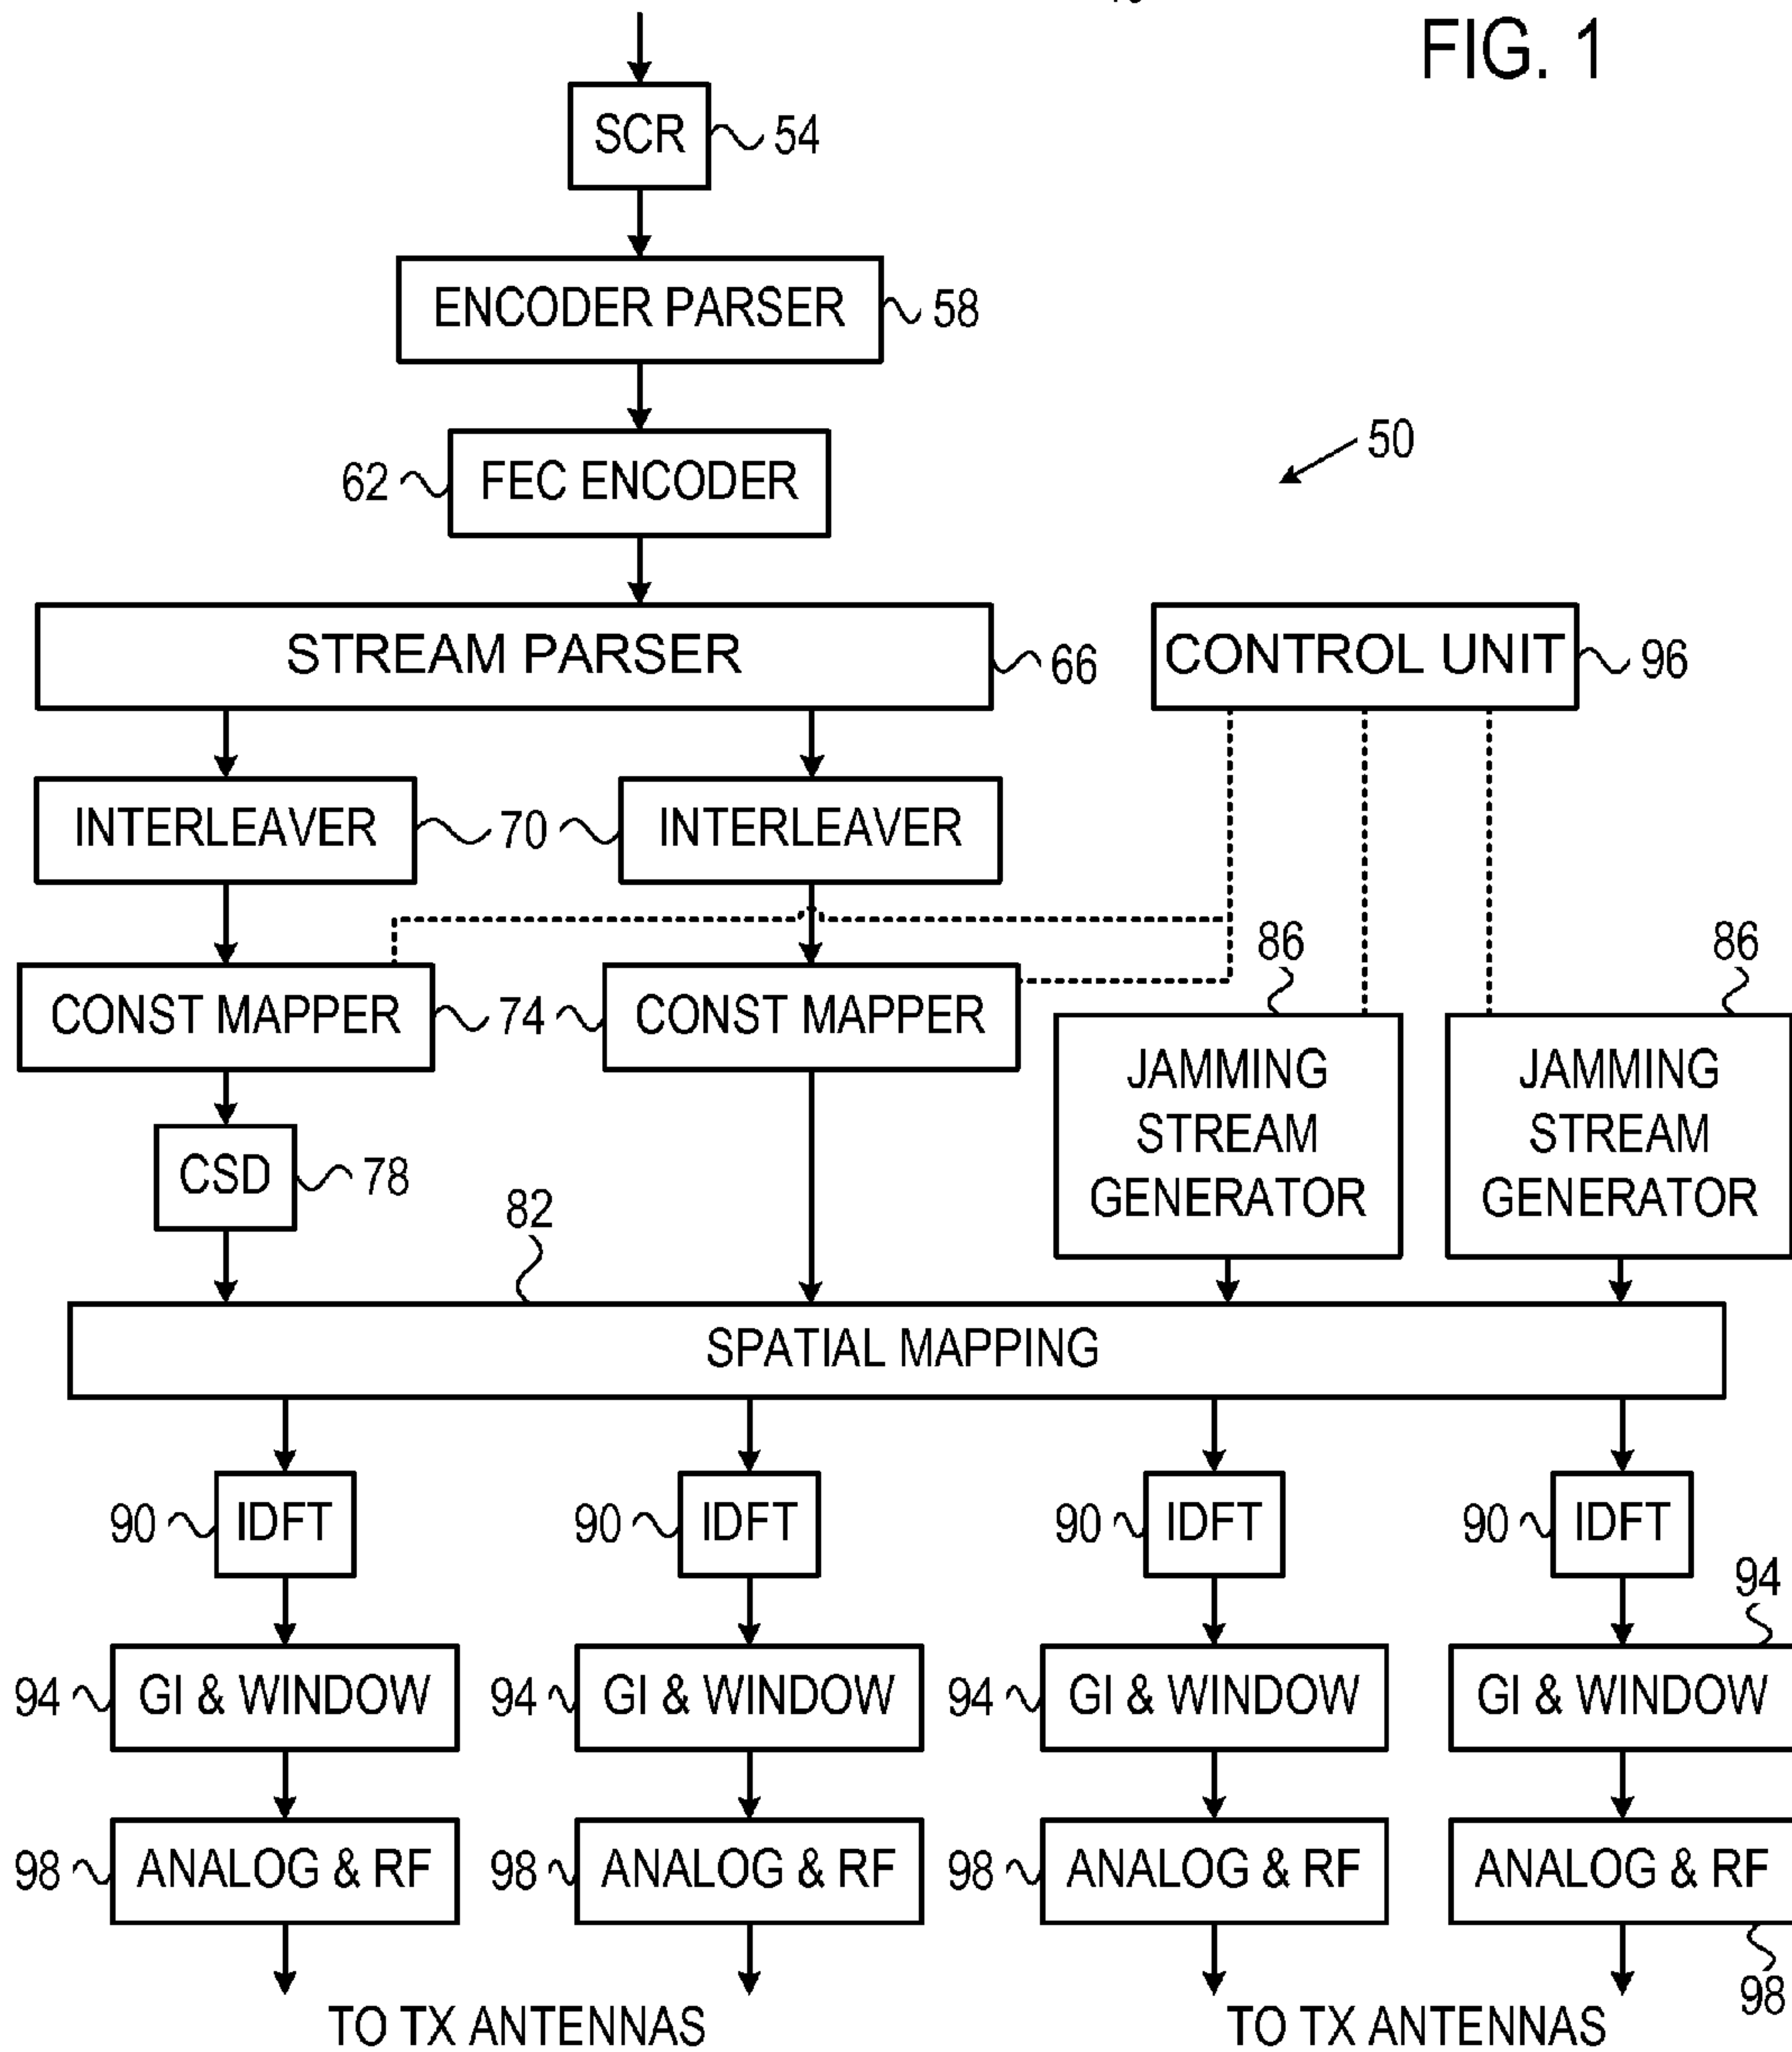 FIG. 1
SCR 54
ENCODER PARSER 58
50
62 FEC ENCODER
STREAM PARSER 66
CONTROL UNIT 96
INTERLEAVER 70 INTERLEAVER
86 86
CONST MAPPER 74 CONST MAPPER
JAMMING STREAM GENERATOR
JAMMING STREAM GENERATOR
CSD 78
82
SPATIAL MAPPING
90 IDFT 90 IDFT 90 IDFT 90 IDFT
94
94 GI & WINDOW 94 GI & WINDOW 94 GI & WINDOW GI & WINDOW
98 ANALOG & RF 98 ANALOG & RF 98 ANALOG & RF ANALOG & RF
98
TO TX ANTENNAS TO TX ANTENNAS